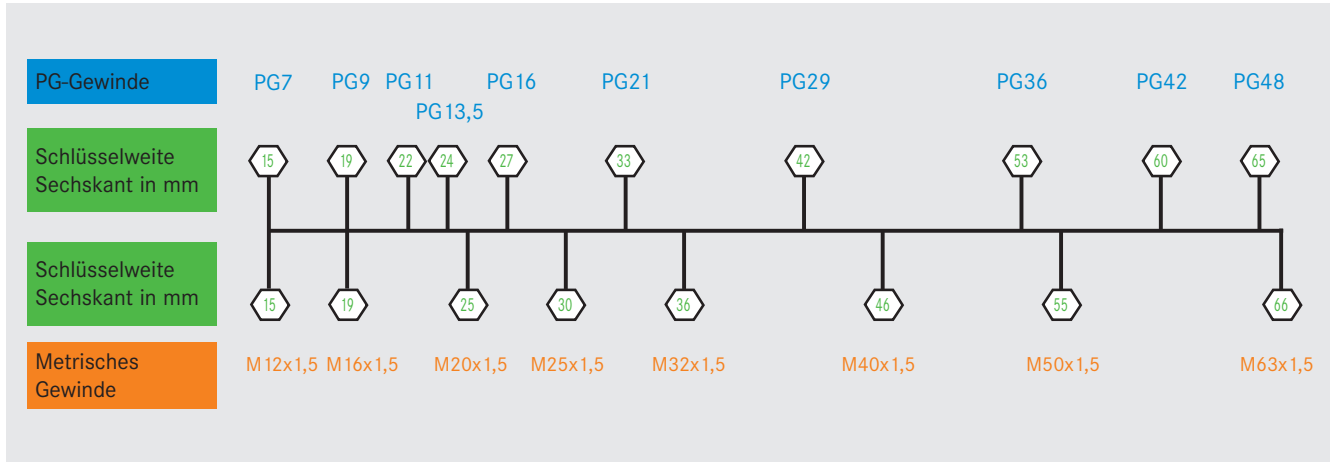 PG-Gewinde
PG7 PG9 PG11 PG16 PG21 PG29 PG36 PG42 PG48
PG13,5
Schlüsselweite
Sechskant in mm
15 19 22 24 27 33 42 53 60 65
Schlüsselweite
Sechskant in mm
15 19 25 30 36 46 55 66
Metrisches
Gewinde
M12x1,5 M16x1,5 M20x1,5 M25x1,5 M32x1,5 M40x1,5 M50x1,5 M63x1,5